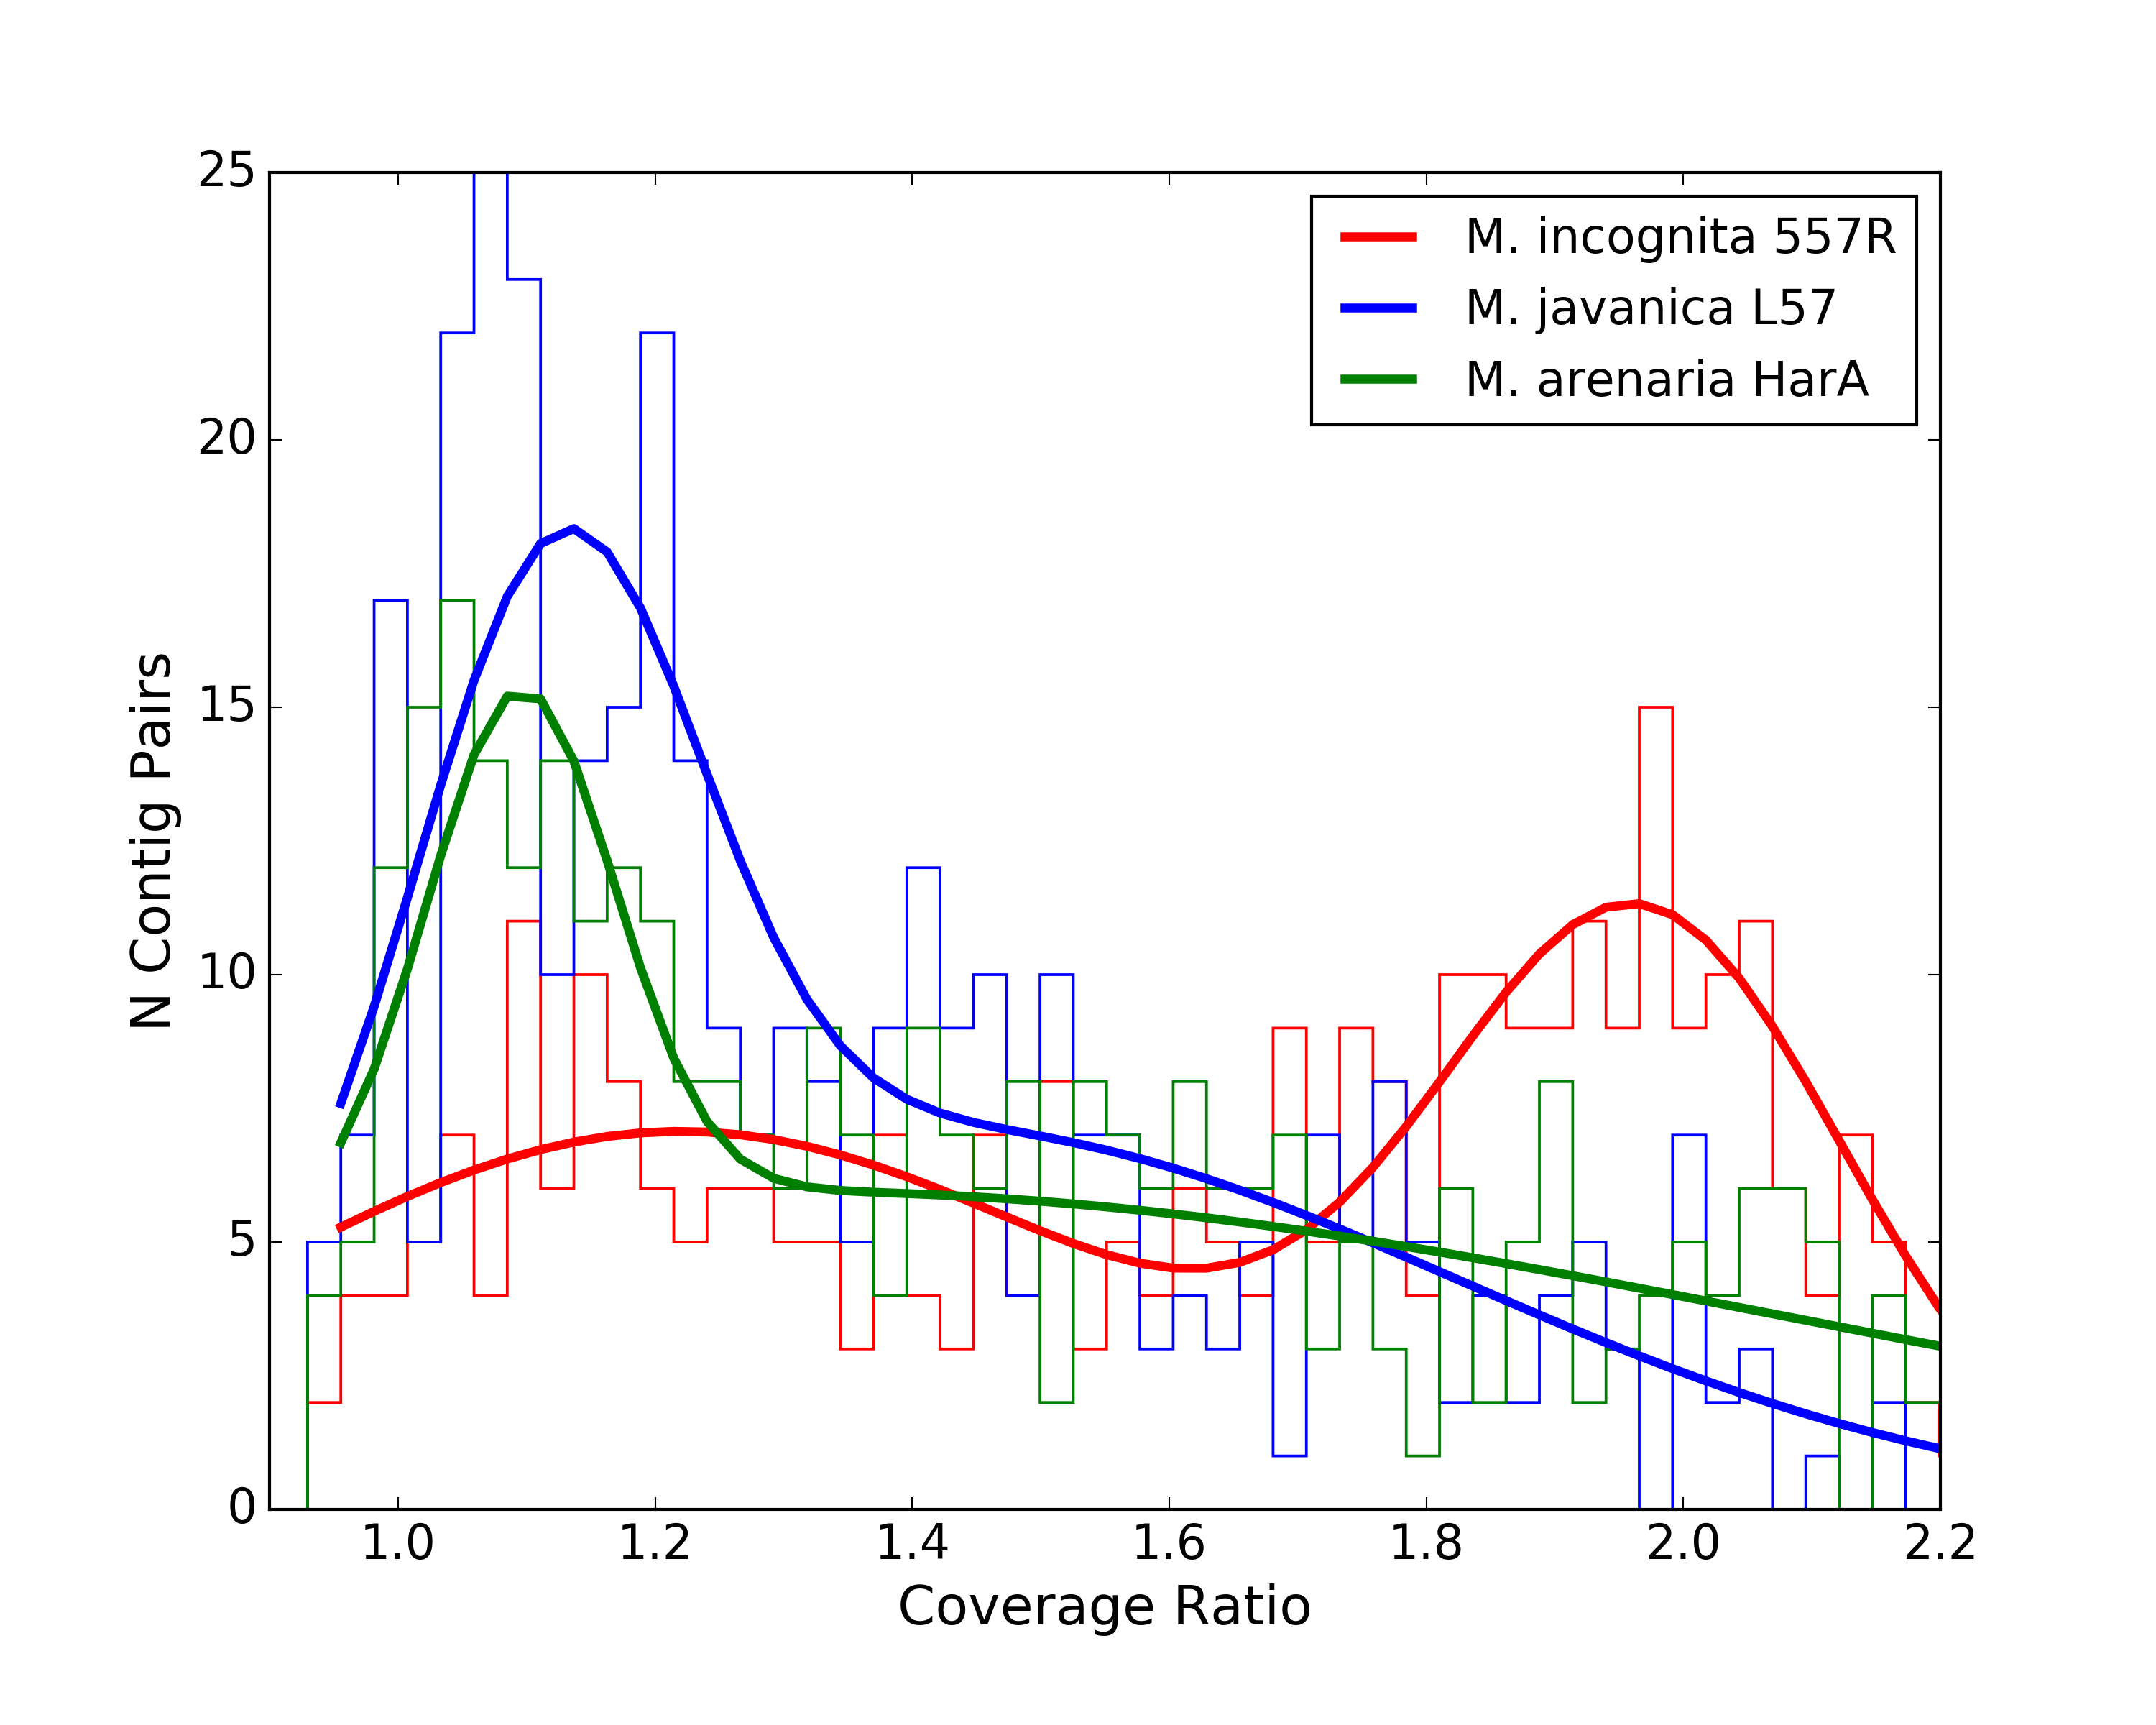 25
20
15
10
5
0
N Contig Pairs
M. incognita 557R
M. javanica L57
M. arenaria HarA
1.0 1.2 1.4 1.6 1.8 2.0 2.2
Coverage Ratio